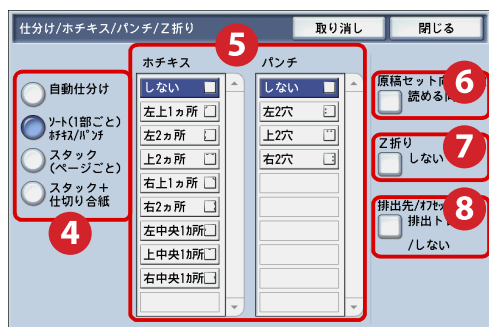 仕分け/ホチキス/パンチ/Z折り
取り消し
閉じる
5
ホチキス
パンチ
自動仕分け
ソート(1部ごと)
ﾎﾁｷｽ/ﾊﾟﾝﾁ
スタック
(ページごと)
スタック＋
仕切り合紙
4
しない
左上1ヵ所
左2ヵ所
上2ヵ所
右上1ヵ所
右2ヵ所
左中央1ｶ所
上中央1ｶ所
右中央1ｶ所
しない
左2穴
上2穴
右2穴
原稿セット向
読める
6
Z折り
しない
7
排出先/ｵﾌｾｯ
排出ト
/しない
8